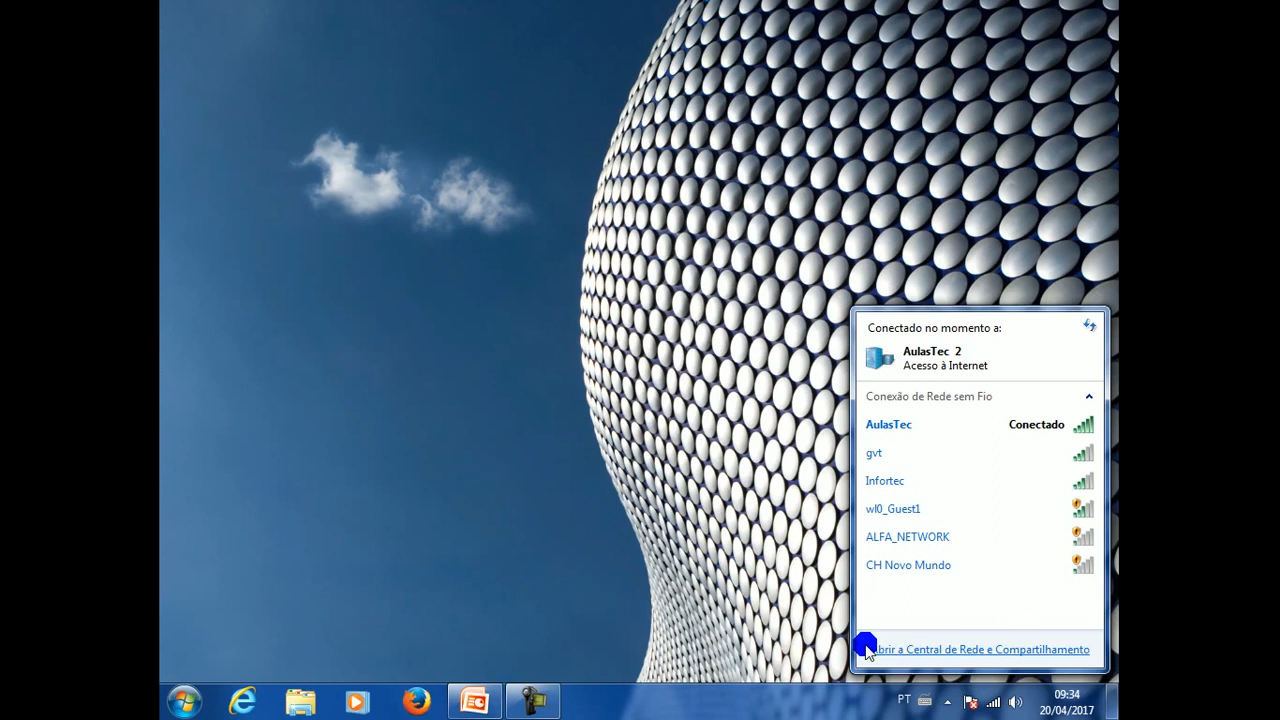 Conectado no momento a:
AulasTec 2
Acesso à Internet
Conexão de Rede sem Fio
AulasTec Conectado
gvt
Infortec
wl0_Guest1
ALFA_NETWORK
CH Novo Mundo
brir a Central de Rede e Compartilhamento
PT
09:34
20/04/2017